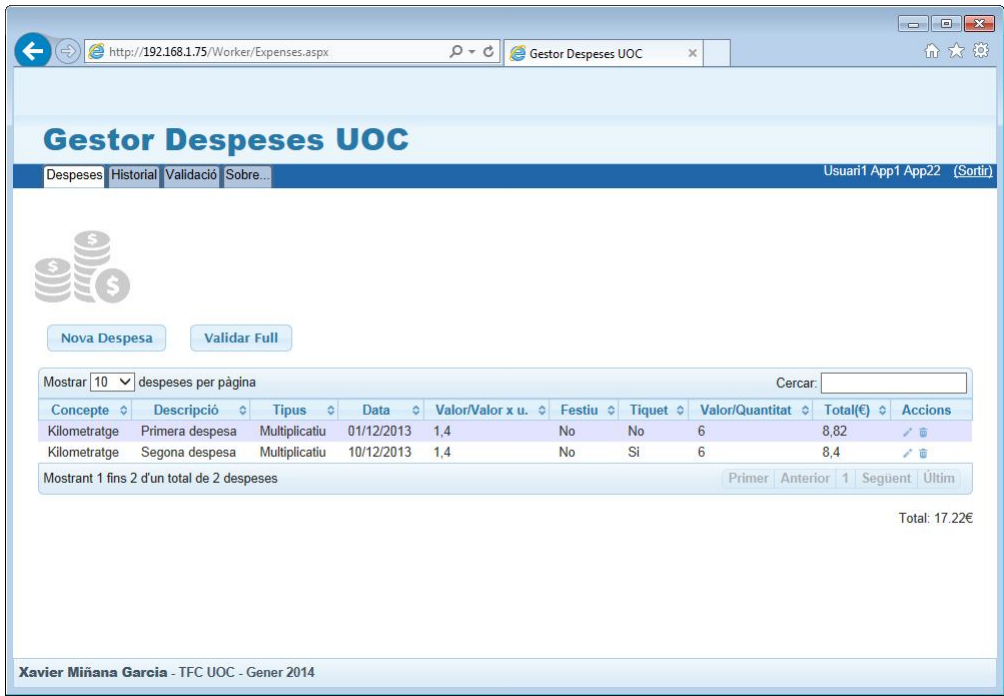 http://192.168.1.75/Worker/Expenses.aspx Gestor Despeses UOC
Gestor Despeses UOC
Despeses Historial Validació Sobre... Usuari1 App1 App22 (Sortir)
Nova Despesa Validar Full
Mostrar 10 despeses per pàgina Cercar:
Concepte Descripció Tipus Data Valor/Valor x u. Festiu Tiquet Valor/Quantitat Total(€) Accions
Kilometratge Primera despesa Multiplicatiu 01/12/2013 1,4 No No 6 8,82
Kilometratge Segona despesa Multiplicatiu 10/12/2013 1,4 No Si 6 8,4
Mostrant 1 fins 2 d'un total de 2 despeses Primer Anterior 1 Següent Últim
Total: 17.22€
Xavier Miñana Garcia - TFC UOC - Gener 2014